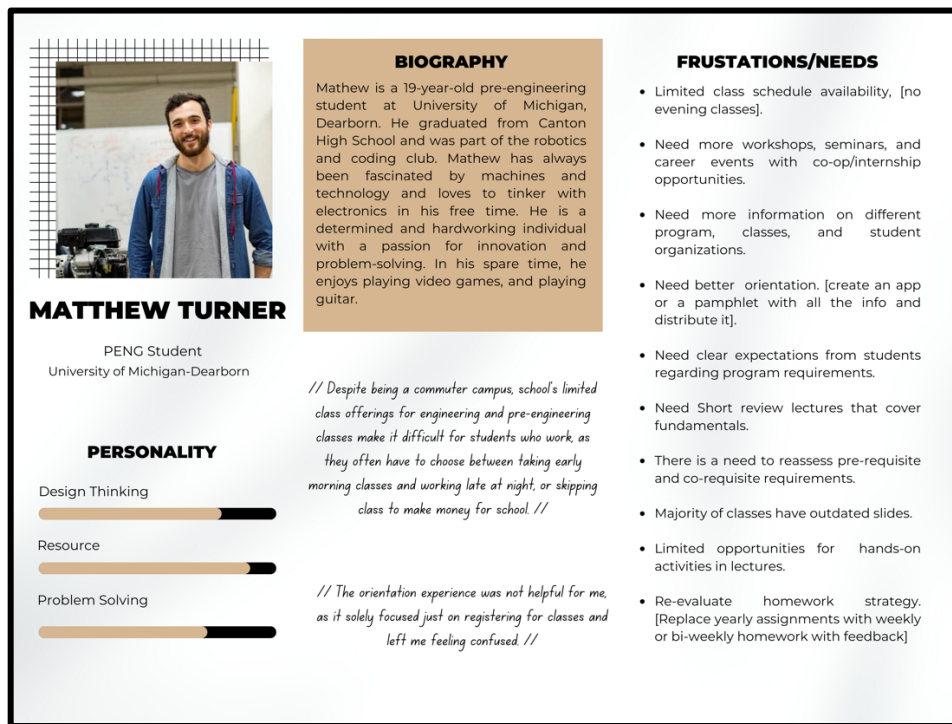 MATTHEW TURNER
PENG Student
University of Michigan-Dearborn
PERSONALITY
Design Thinking
Resource
Problem Solving
BIOGRAPHY
Mathew is a 19-year-old pre-engineering
student at University of Michigan,
Dearborn. He graduated from Canton
High School and was part of the robotics
and coding club. Mathew has always
been fascinated by machines and
technology and loves to tinker with
electronics in his free time. He is a
determined and hardworking individual
with a passion for innovation and
problem-solving. In his spare time, he
enjoys playing video games, and playing
guitar.
// Despite being a commuter campus, school's limited
class offerings for engineering and pre-engineering
classes make it difficult for students who work, as
they often have to choose between taking early
morning classes and working late at night, or skipping
class to make money for school. //
// The orientation experience was not helpful for me,
as it solely focused just on registering for classes and
left me feeling confused. //
FRUSTATIONS/NEEDS
• Limited class schedule availability, [no
evening classes].
• Need more workshops, seminars, and
career events with co-op/internship
opportunities.
• Need more information on different
program, classes, and student
organizations.
• Need better orientation. [create an app
or a pamphlet with all the info and
distribute it].
• Need clear expectations from students
regarding program requirements.
• Need Short review lectures that cover
fundamentals.
• There is a need to reassess pre-requisite
and co-requisite requirements.
• Majority of classes have outdated slides.
• Limited opportunities for hands-on
activities in lectures.
• Re-evaluate homework strategy.
[Replace yearly assignments with weekly
or bi-weekly homework with feedback]